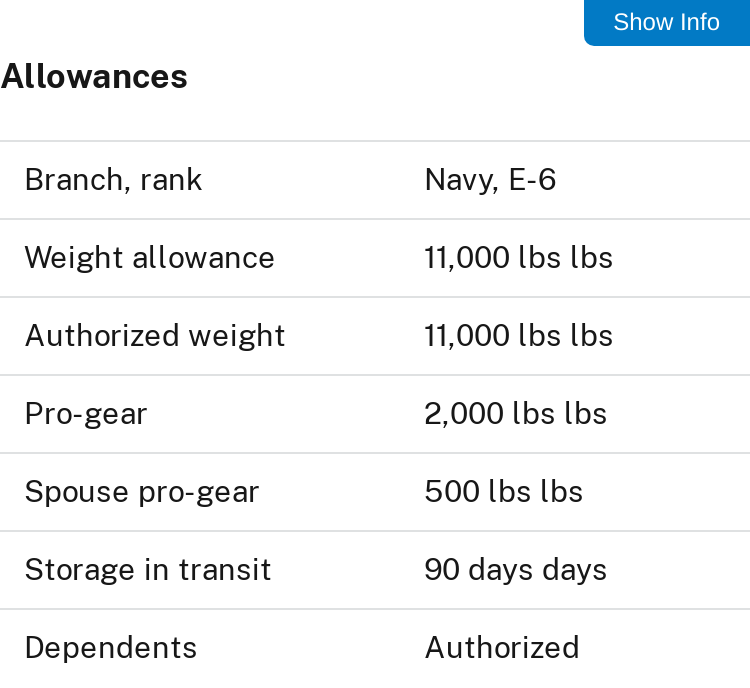 Show Info
Allowances
Branch, rank Navy, E-6
Weight allowance 11,000 lbs lbs
Authorized weight 11,000 lbs lbs
Pro-gear 2,000 lbs lbs
Spouse pro-gear 500 lbs lbs
Storage in transit 90 days days
Dependents Authorized